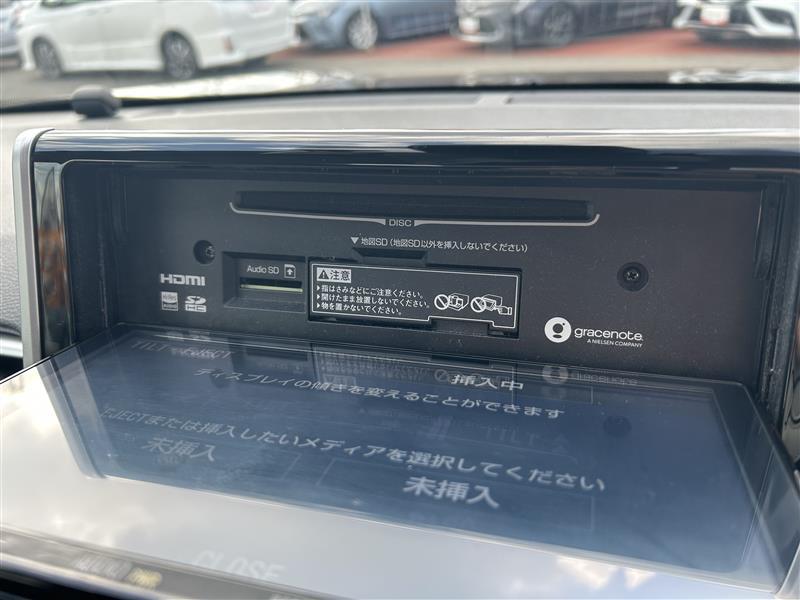 DISC
▼地図SD (地図SD以外を挿入しないでください)
HDMI
Audio SD
注意
▶指はさみなどにご注意ください。
▶開けたまま放置しないでください。
▶物を置かないでください。
SD
HC
gracenote.
A NIELSEN COMPANY
TILT・EJECT
挿入中
ディスプレイの傾きを変えることができます
EJECTまたは挿入したいメディアを選択してください
未挿入
未挿入
CLOSE